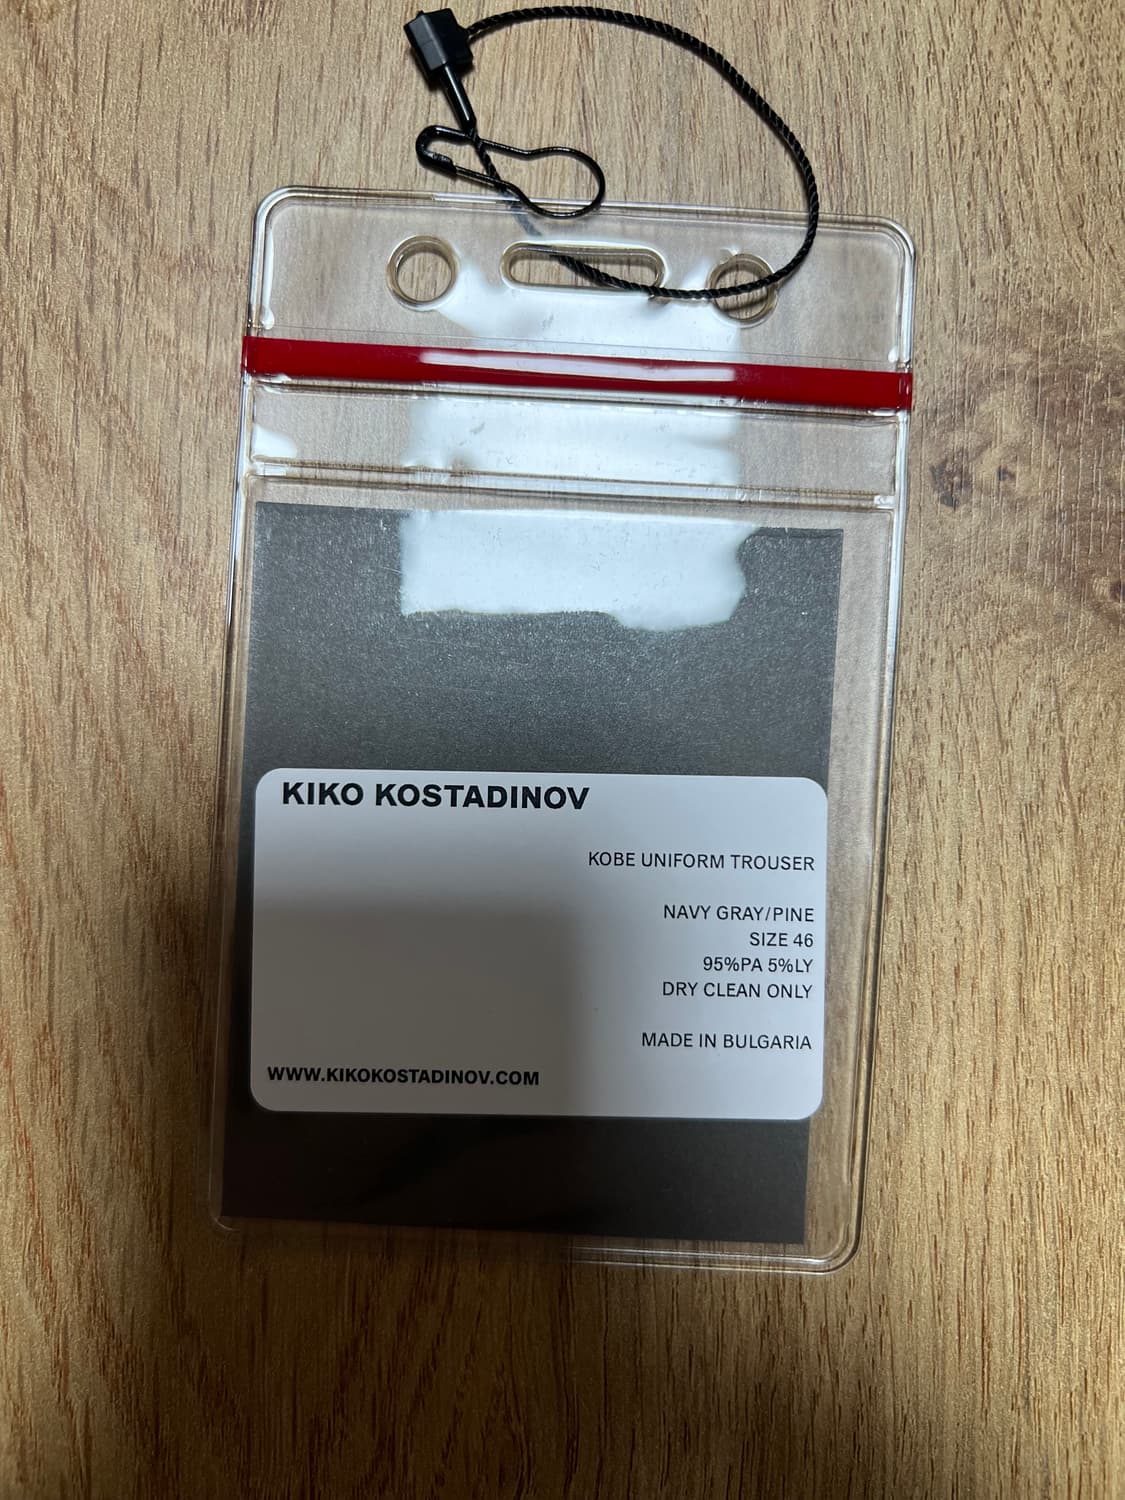 KIKO KOSTADINOV
KOBE UNIFORM TROUSER
NAVY GRAY/PINE
SIZE 46
95%PA 5%LY
DRY CLEAN ONLY
MADE IN BULGARIA
WWW.KIKOKOSTADINOV.COM